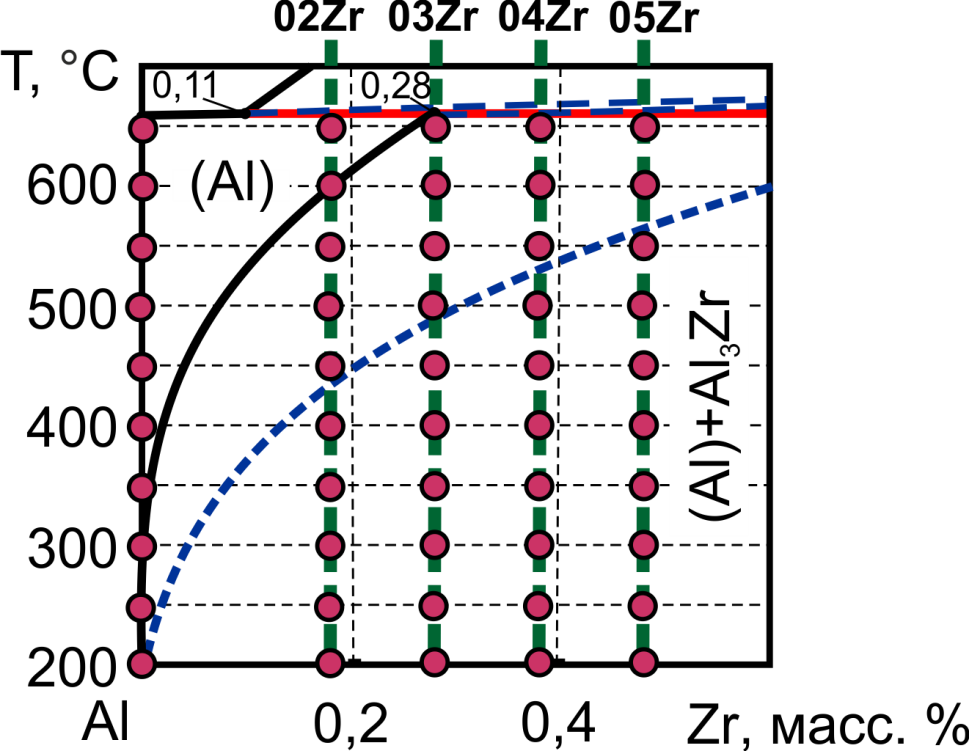 02Zr 03Zr 04Zr 05Zr
T, °C
0,11 0,28
600
(Al)
500
400
300
200
(Al)+Al₃Zr
Al 0,2 0,4 Zr, масс. %